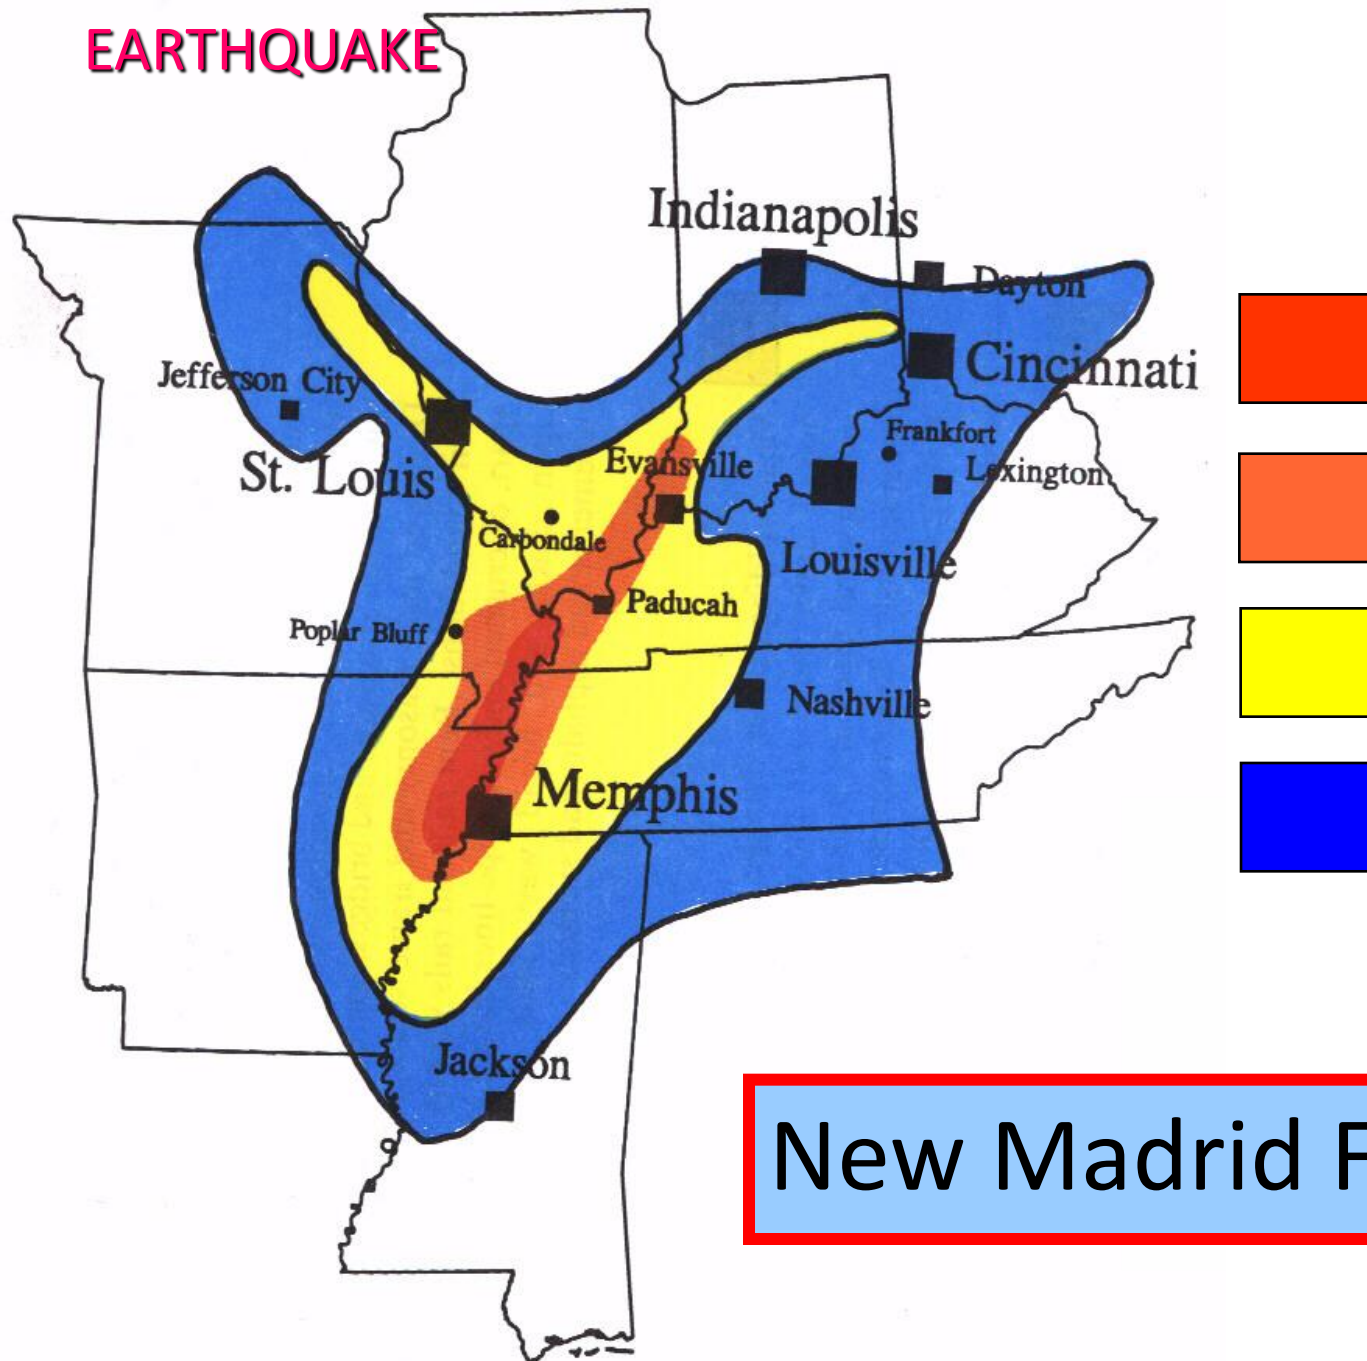 EARTHQUAKE
Indianapolis
Dayton
Cincinnati
Jefferson City
Frankfort
Evansville
Lexington
St. Louis
Carbondale
Louisville
Paducah
Poplar Bluff
Nashville
Memphis
Jackson
New Madrid F